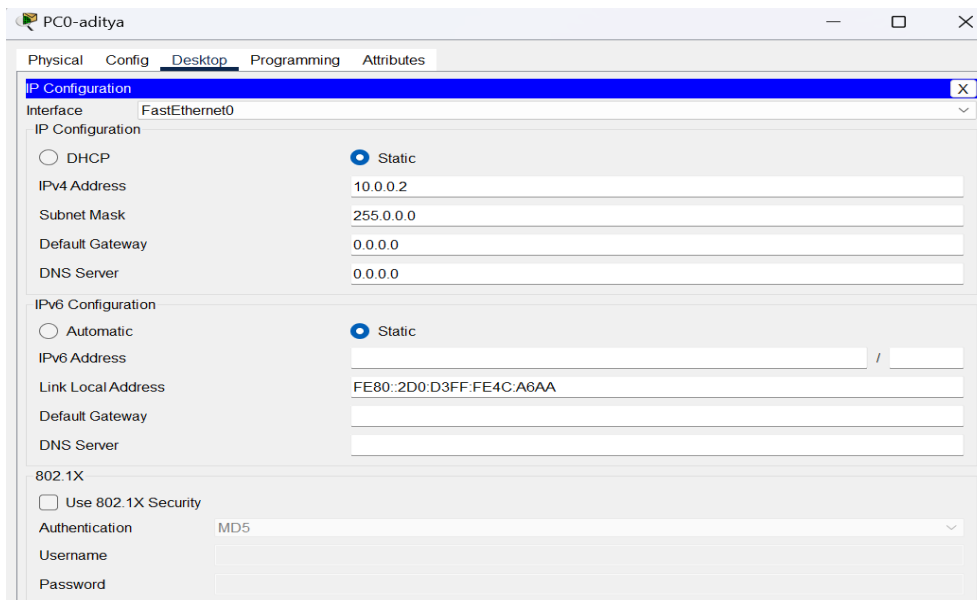 PC0-aditya
Physical Config Desktop Programming Attributes
IP Configuration X
Interface FastEthernet0
IP Configuration
DHCP Static
IPv4 Address 10.0.0.2
Subnet Mask 255.0.0.0
Default Gateway 0.0.0.0
DNS Server 0.0.0.0
IPv6 Configuration
Automatic Static
IPv6 Address /
Link Local Address FE80::2D0:D3FF:FE4C:A6AA
Default Gateway
DNS Server
802.1X
Use 802.1X Security
Authentication MD5
Username
Password